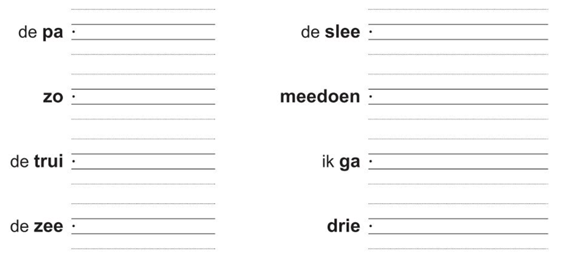 de pa
zo
de trui
de zee
de slee
meedoen
ik ga
drie